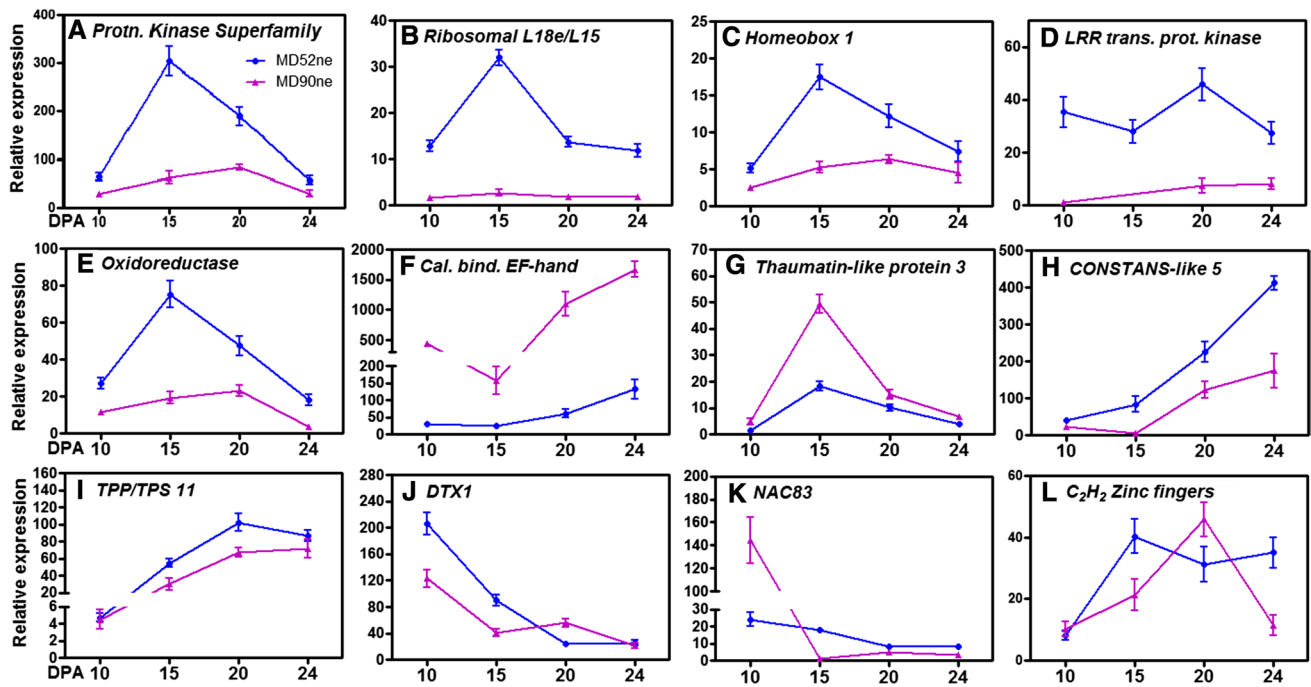 A Protn. Kinase Superfamily
MD52ne
MD90ne
Relative expression
400
300
200
100
0
DPA 10 15 20 24
B Ribosomal L18e/L15
40
30
20
10
0
10 15 20 24
C Homeobox 1
25
20
15
10
5
0
10 15 20 24
D LRR trans. prot. kinase
60
40
20
0
10 15 20 24
E Oxidoreductase
Relative expression
100
80
60
40
20
0
10 15 20 24
F Cal. bind. EF-hand
2000
1500
1000
500
200
150
100
50
0
10 15 20 24
G Thaumatin-like protein 3
70
60
50
40
30
20
10
0
10 15 20 24
H CONSTANS-like 5
500
400
300
200
100
0
10 15 20 24
I TPP/TPS 11
Relative expression
160
140
120
100
80
60
40
20
6
4
2
0
DPA 10 15 20 24
J DTX1
280
240
200
160
120
80
40
0
10 15 20 24
K NAC83
200
180
160
140
120
100
30
20
10
0
10 15 20 24
L C₂H₂ Zinc fingers
60
40
20
0
10 15 20 24